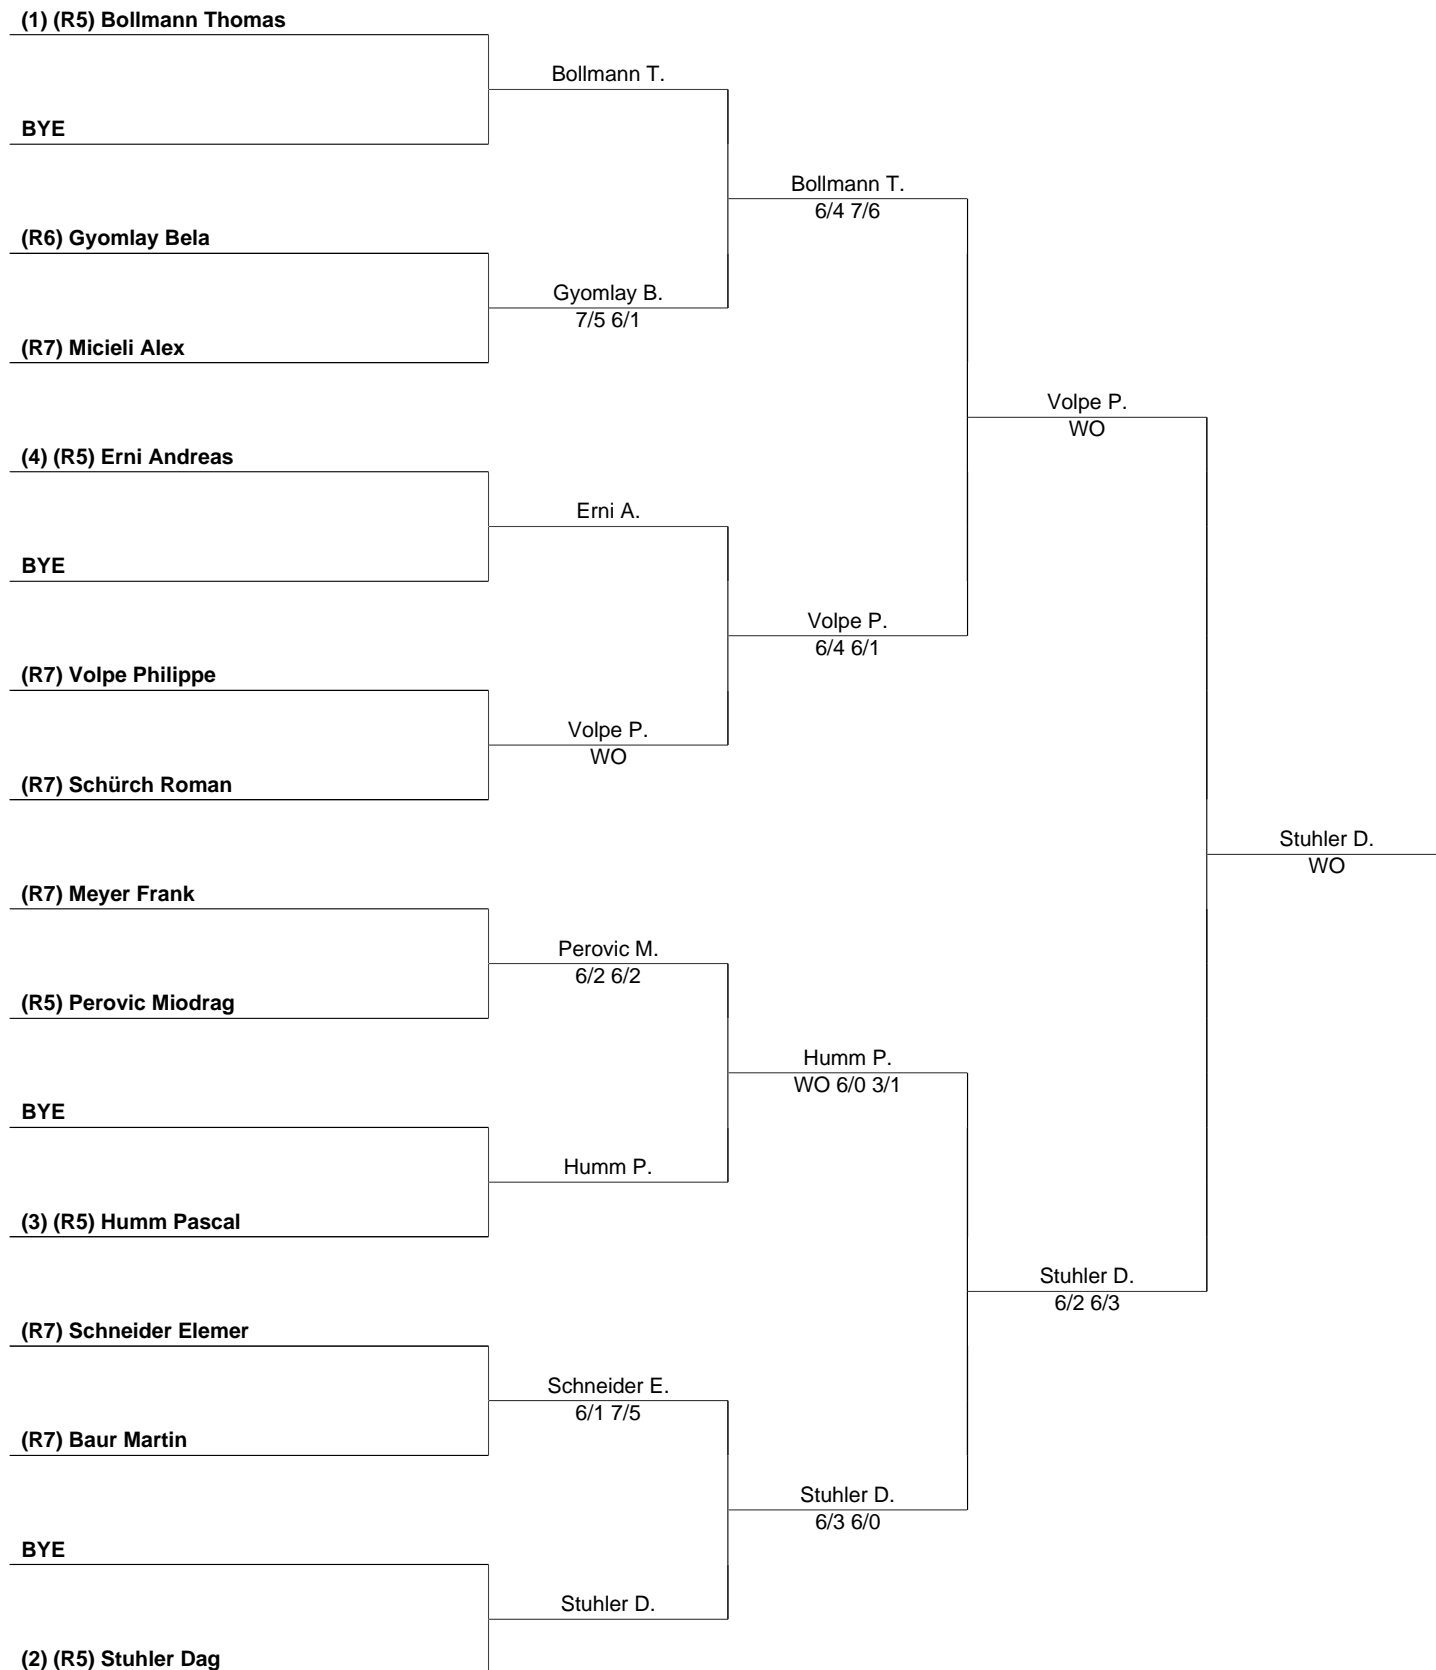 (1) (R5) Bollmann Thomas
Bollmann T.
BYE
Bollmann T.
6/4 7/6
(R6) Gyomlay Bela
Gyomlay B.
7/5 6/1
(R7) Micieli Alex
Volpe P.
WO
(4) (R5) Erni Andreas
Erni A.
BYE
Volpe P.
6/4 6/1
(R7) Volpe Philippe
Volpe P.
WO
(R7) Schürch Roman
Stuhler D.
WO
(R7) Meyer Frank
Perovic M.
6/2 6/2
(R5) Perovic Miodrag
Humm P.
WO 6/0 3/1
BYE
Humm P.
(3) (R5) Humm Pascal
Stuhler D.
6/2 6/3
(R7) Schneider Elemer
Schneider E.
6/1 7/5
(R7) Baur Martin
Stuhler D.
6/3 6/0
BYE
Stuhler D.
(2) (R5) Stuhler Dag